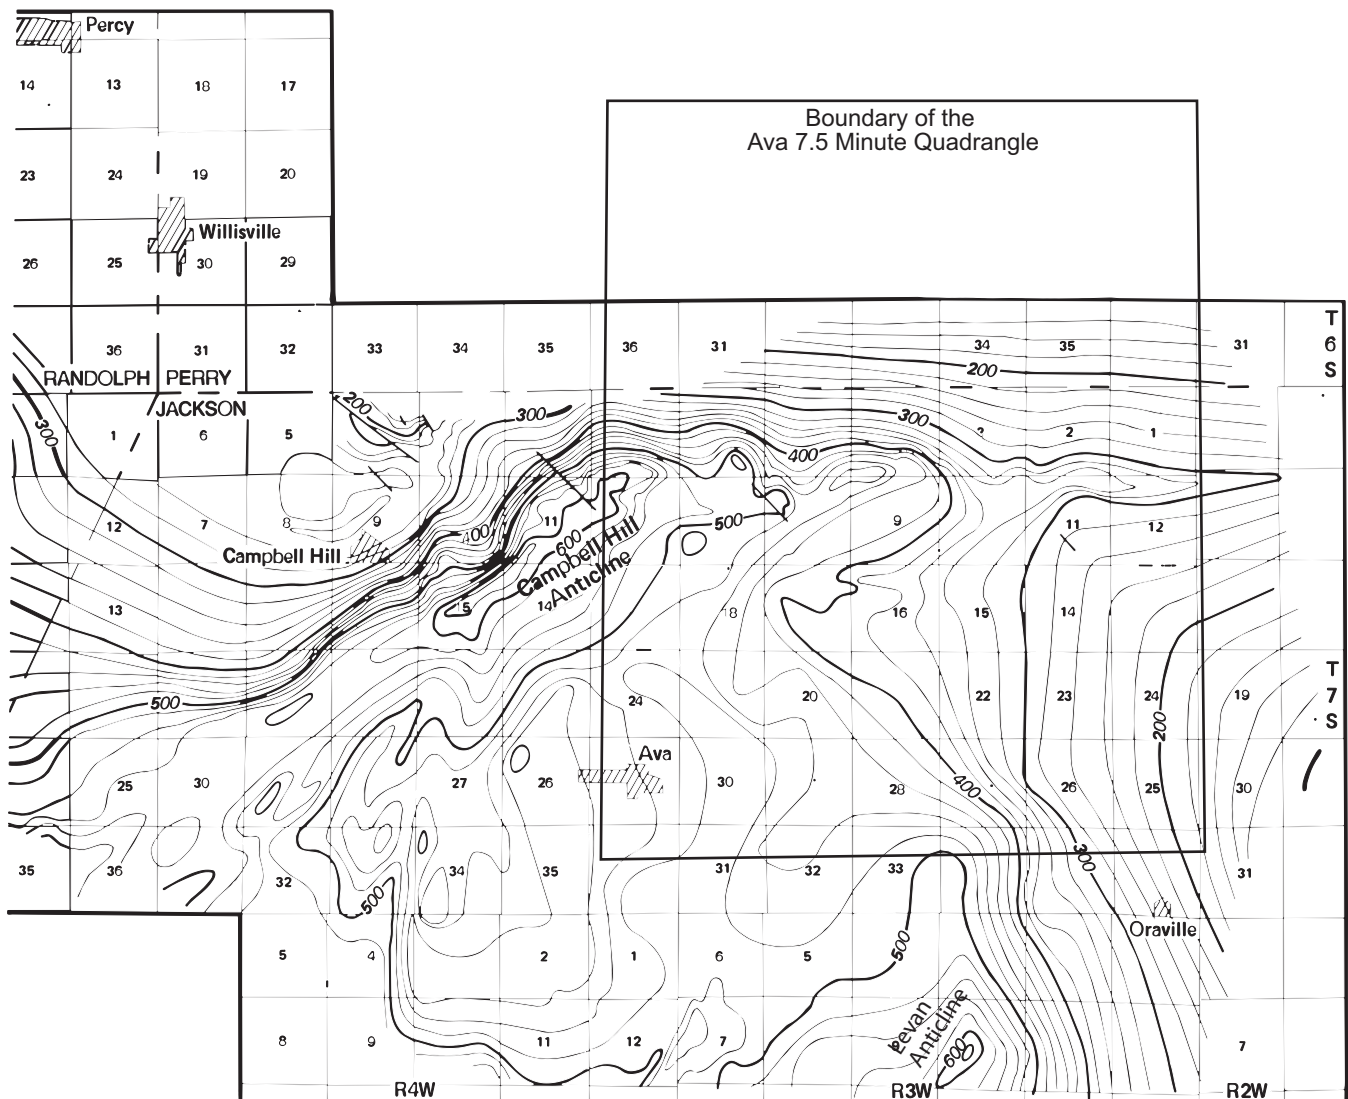 Percy
14 13 18 17
Boundary of the
Ava 7.5 Minute Quadrangle
23 24 19 20
Willisville
26 25 30 29
T
6
S
36 31 32 33 34 35 36 31 34 35 31
200
RANDOLPH PERRY
JACKSON
200 300 300
300
1 6 5 2 1
400
12 7 8 9 400 11 500 9 11 12
600
Campbell Hill
Campbell Hill
Anticline
13 15 14 18 16 15 14
T
7
S
500 24 20 22 23 24 19
200
Ava
25 30 27 26 30 28 400 26 25 30
300
35 36 32 34 35 31 32 33 31
500
Oraville
500
5 4 2 1 6 5
Levan
Anticline
600
8 9 11 12 7 7
R4W R3W R2W